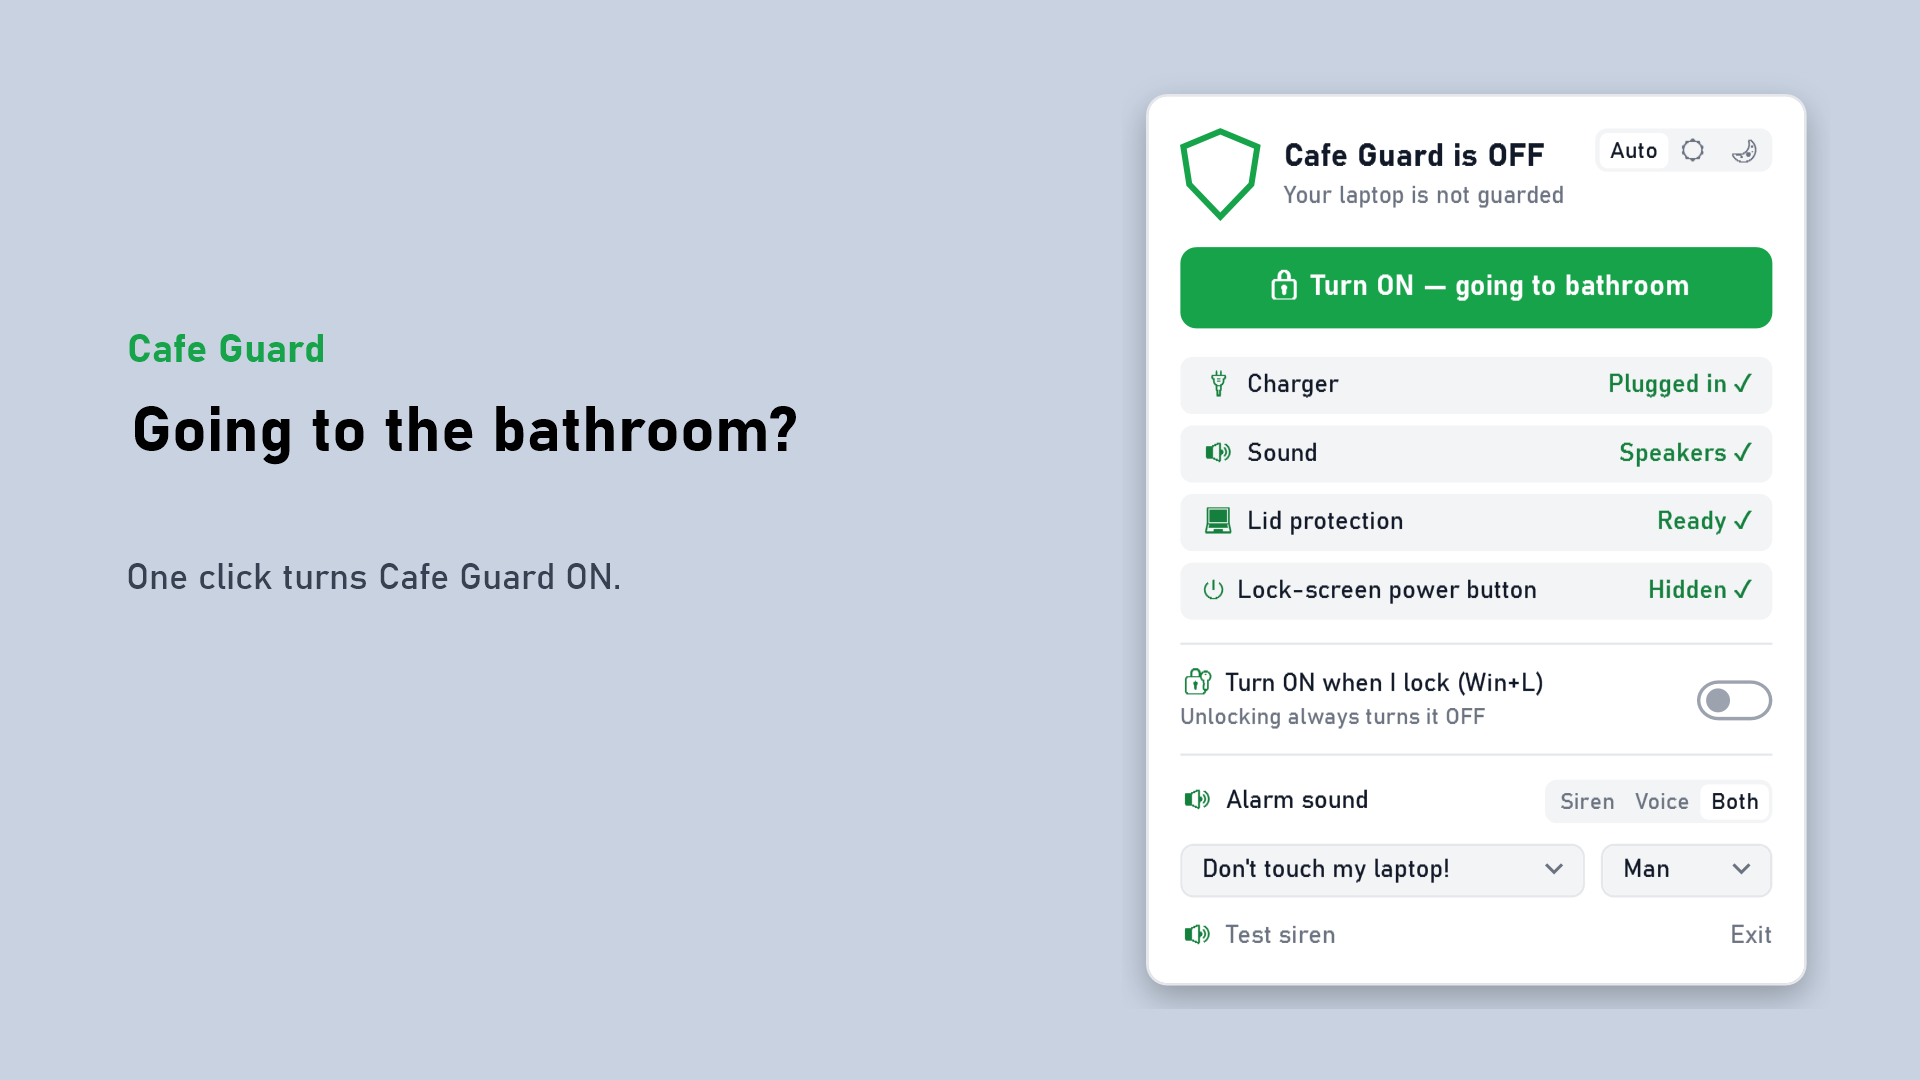 Cafe Guard
Going to the bathroom?
One click turns Cafe Guard ON.
Cafe Guard is OFF
Auto
Your laptop is not guarded
Turn ON — going to bathroom
Charger
Plugged in ✓
Sound
Speakers ✓
Lid protection
Ready ✓
Lock-screen power button
Hidden ✓
Turn ON when I lock (Win+L)
Unlocking always turns it OFF
Alarm sound
Siren
Voice
Both
Don't touch my laptop!
Man
Test siren
Exit